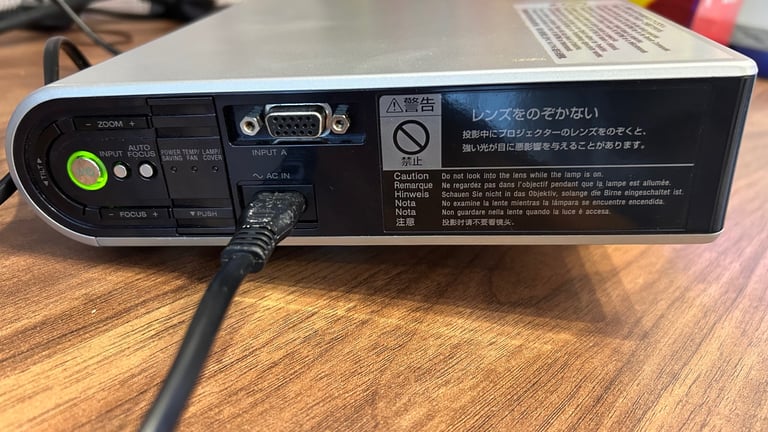 − ZOOM +
INPUT
AUTO
FOCUS
POWER
SAVING
TEMP/
FAN
LAMP/
COVER
◄ TILT ►
− FOCUS +
▼PUSH
INPUT A
∼ AC IN
⚠警告
禁止
レンズをのぞかない
投影中にプロジェクターのレンズをのぞくと、
強い光が目に悪影響を与えることがあります。
Caution Do not look into the lens while the lamp is on.
Remarque Ne regardez pas dans l'objectif pendant que la lampe est allumée.
Hinweis Schauen Sie nicht in das Objektiv, solange die Birne eingeschaltet ist.
Nota No examine la lente mientras la lámpara se encuentre encendida.
Nota Non guardare nella lente quando la luce è accesa.
注意 投影时请不要看镜头.